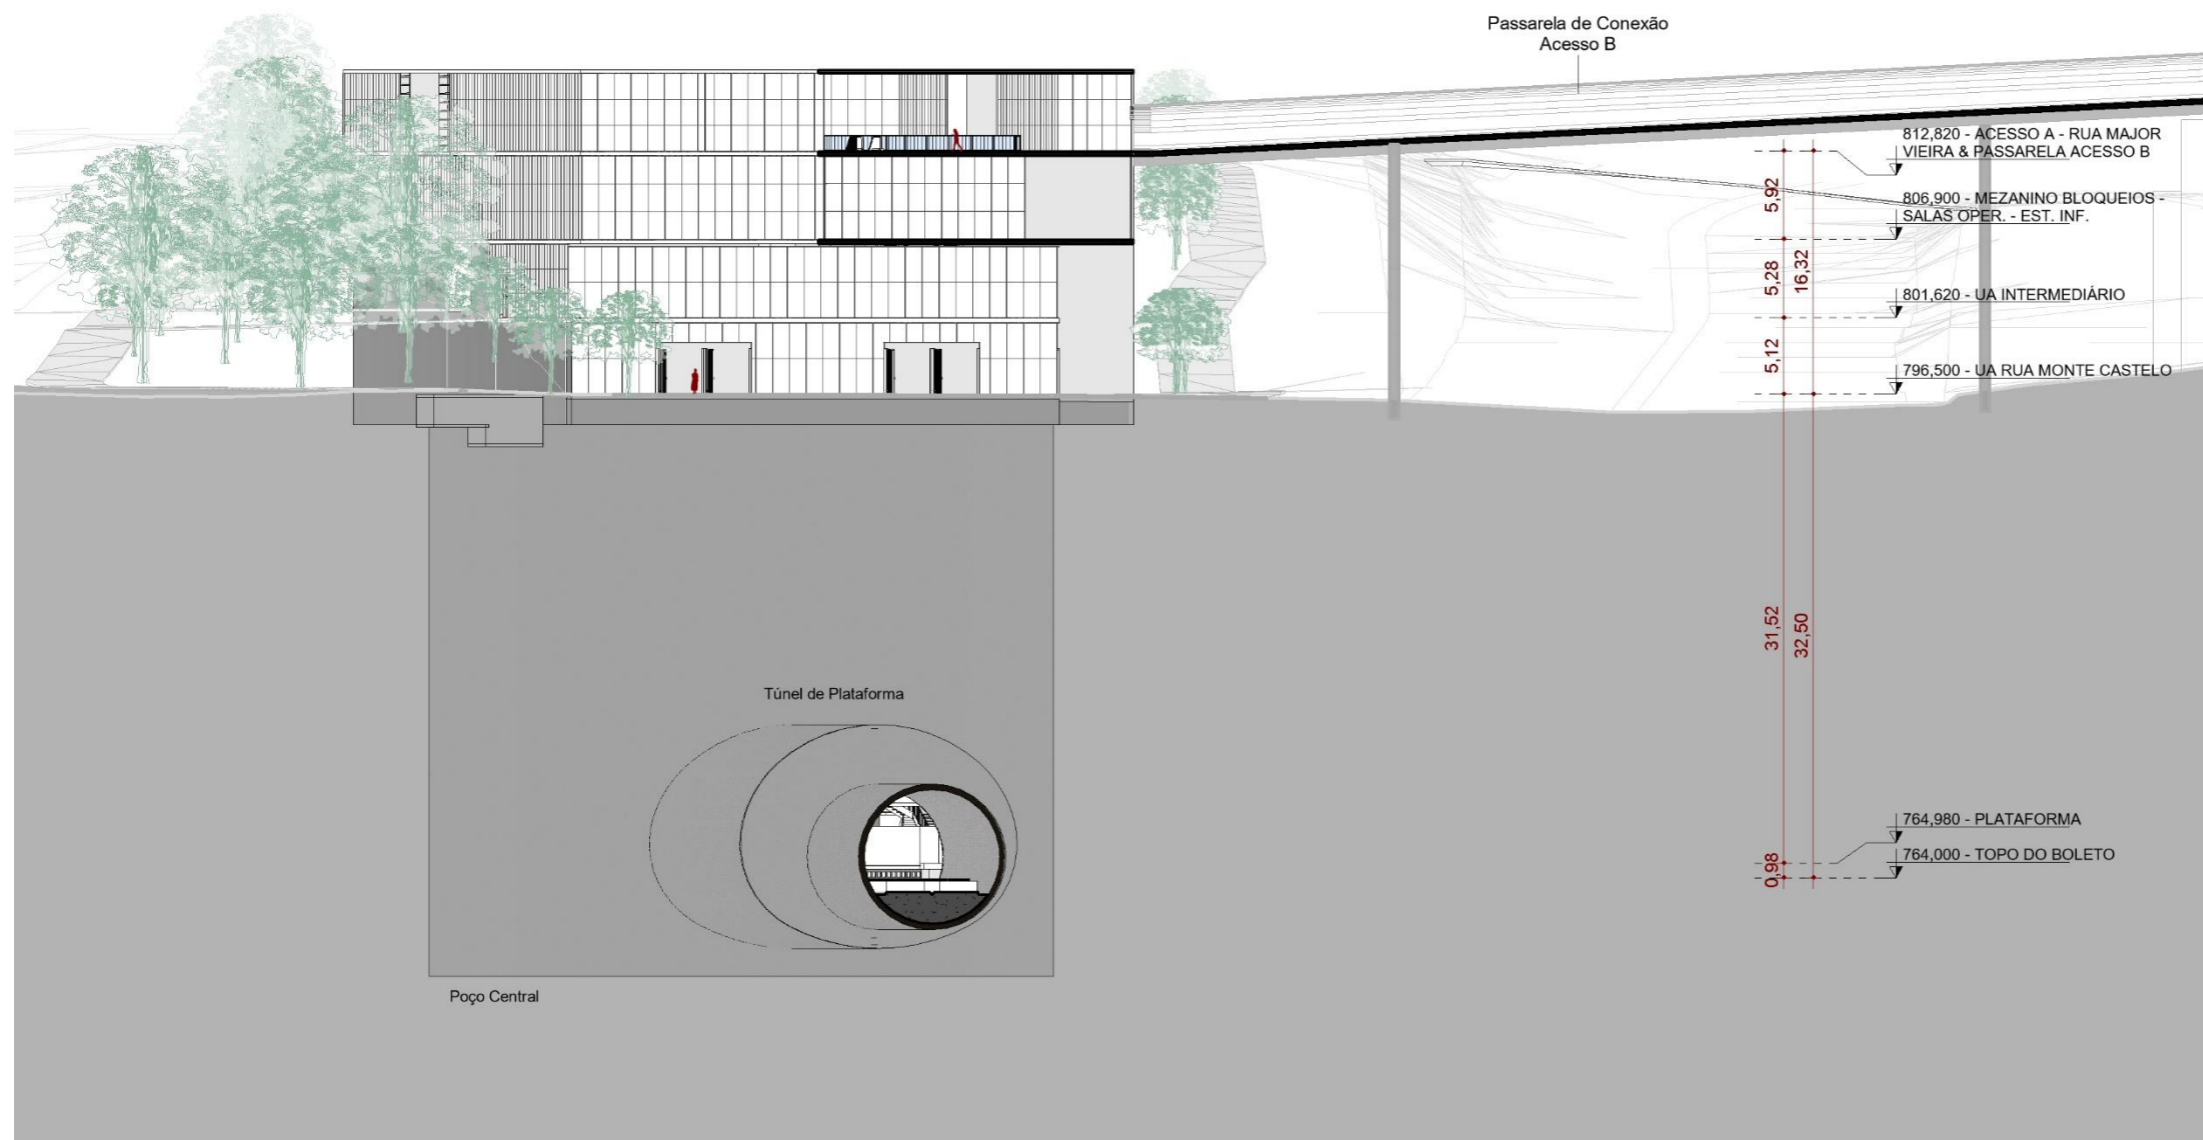 Passarela de Conexão
Acesso B
812,820 - ACESSO A - RUA MAJOR
VIEIRA & PASSARELA ACESSO B
5,92
806,900 - MEZANINO BLOQUEIOS -
SALAS OPER. - EST. INF.
5,28
16,32
801,620 - UA INTERMEDIÁRIO
5,12
796,500 - UA RUA MONTE CASTELO
31,52
32,50
Túnel de Plataforma
764,980 - PLATAFORMA
764,000 - TOPO DO BOLETO
0,98
Poço Central